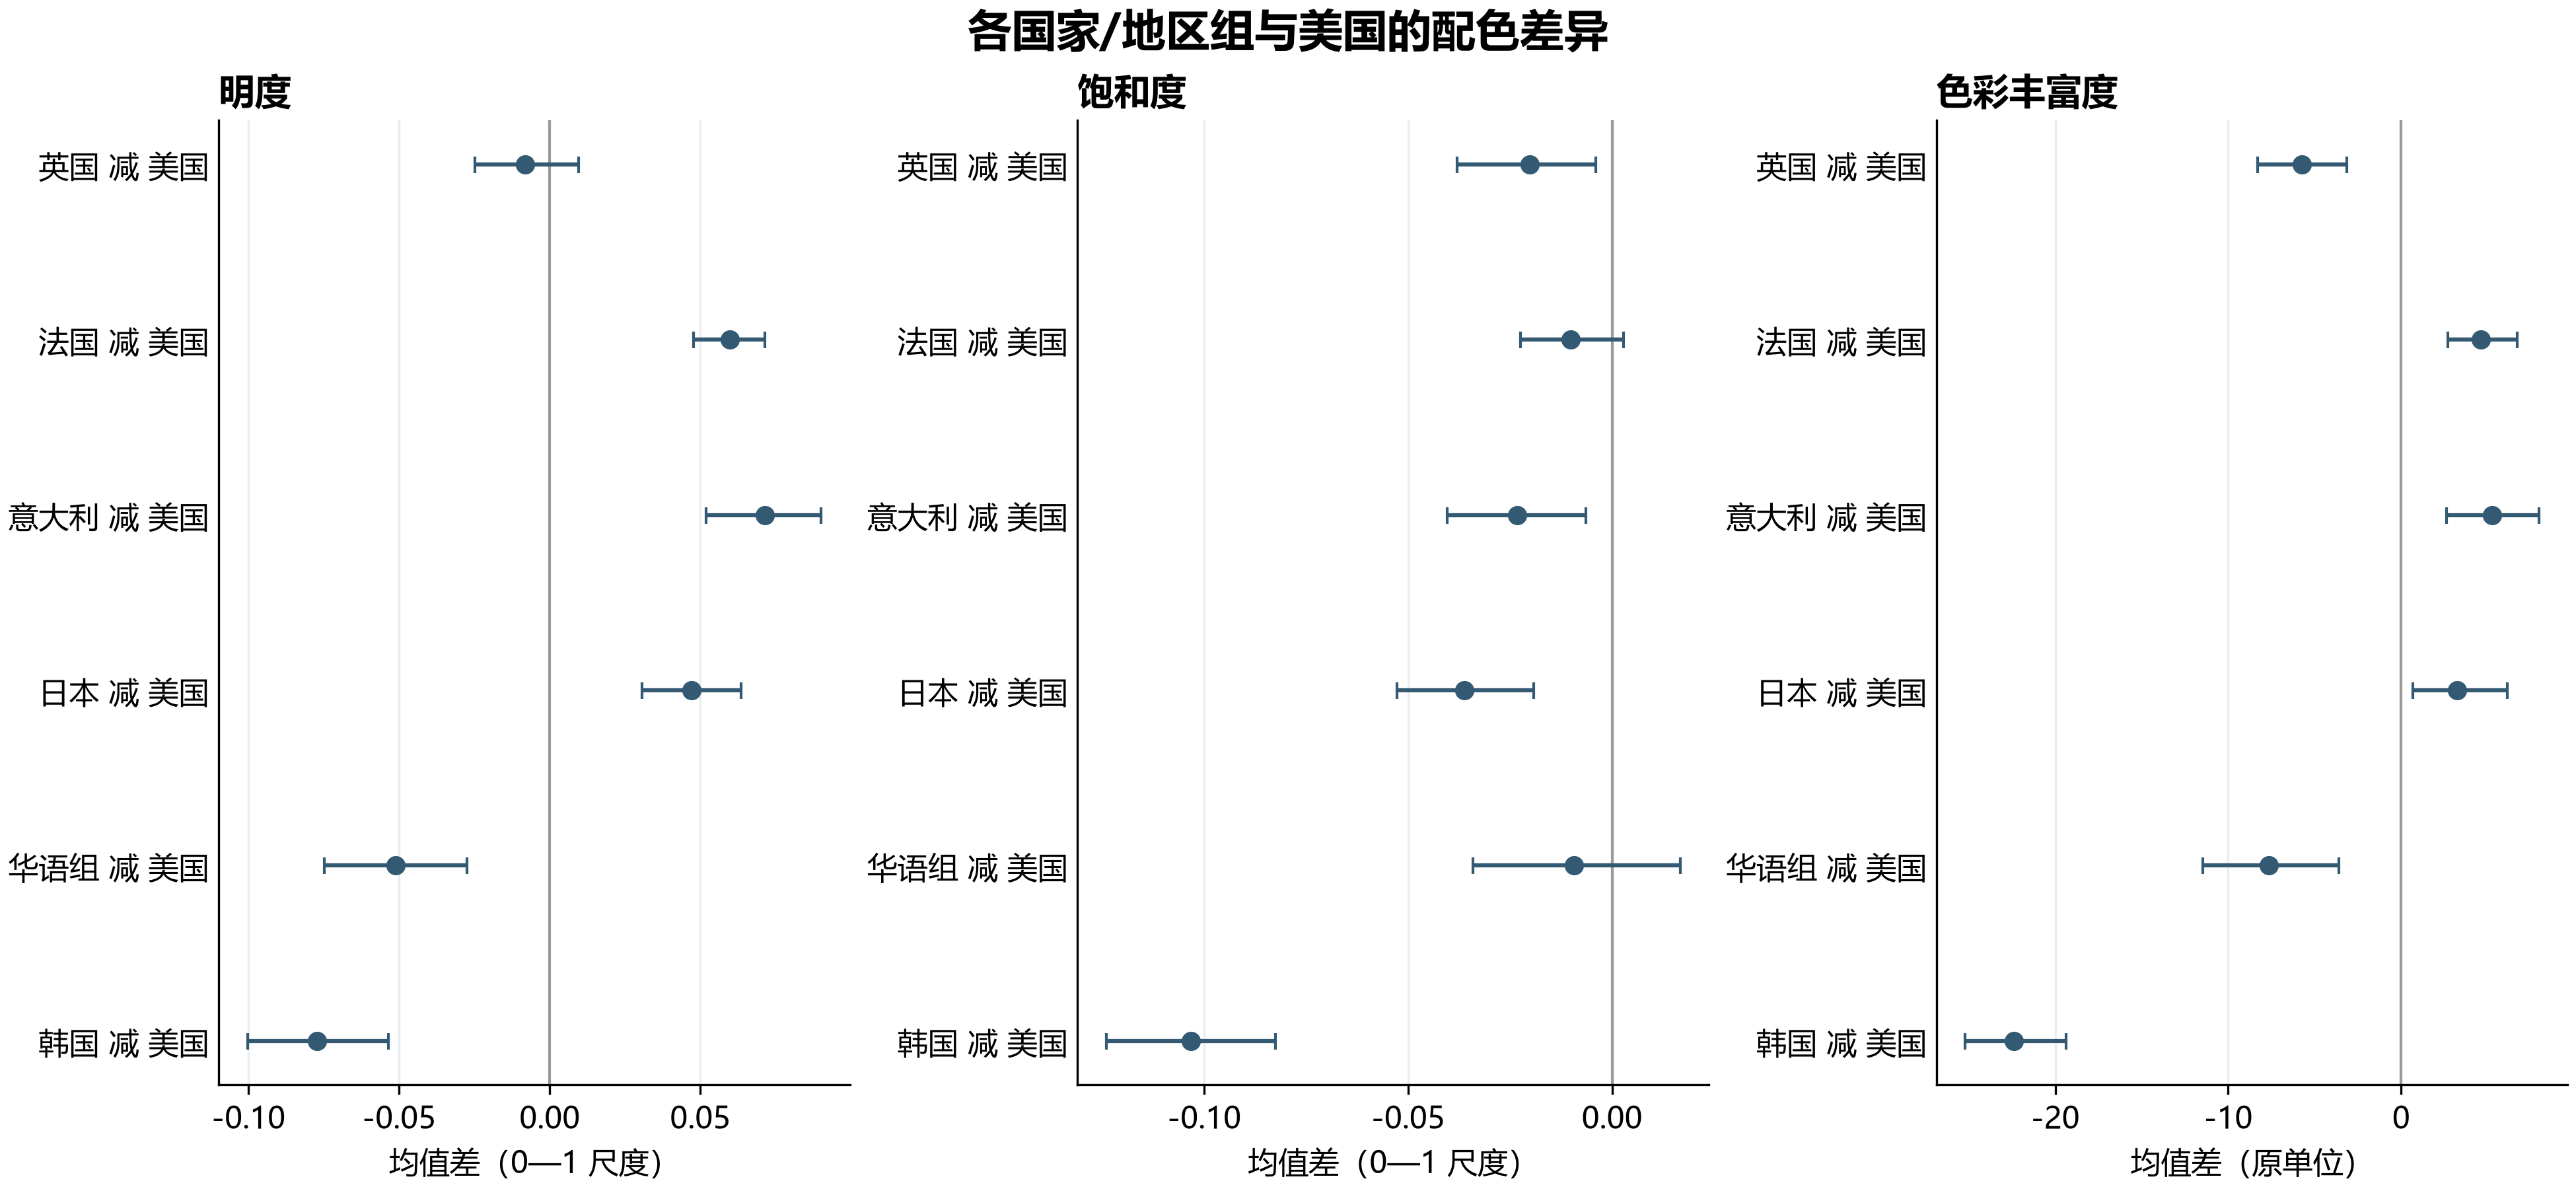 各国家/地区组与美国的配色差异
明度
英国 减 美国
法国 减 美国
意大利 减 美国
日本 减 美国
华语组 减 美国
韩国 减 美国
-0.10 -0.05 0.00 0.05
均值差（0—1 尺度）
饱和度
英国 减 美国
法国 减 美国
意大利 减 美国
日本 减 美国
华语组 减 美国
韩国 减 美国
-0.10 -0.05 0.00
均值差（0—1 尺度）
色彩丰富度
英国 减 美国
法国 减 美国
意大利 减 美国
日本 减 美国
华语组 减 美国
韩国 减 美国
-20 -10 0
均值差（原单位）